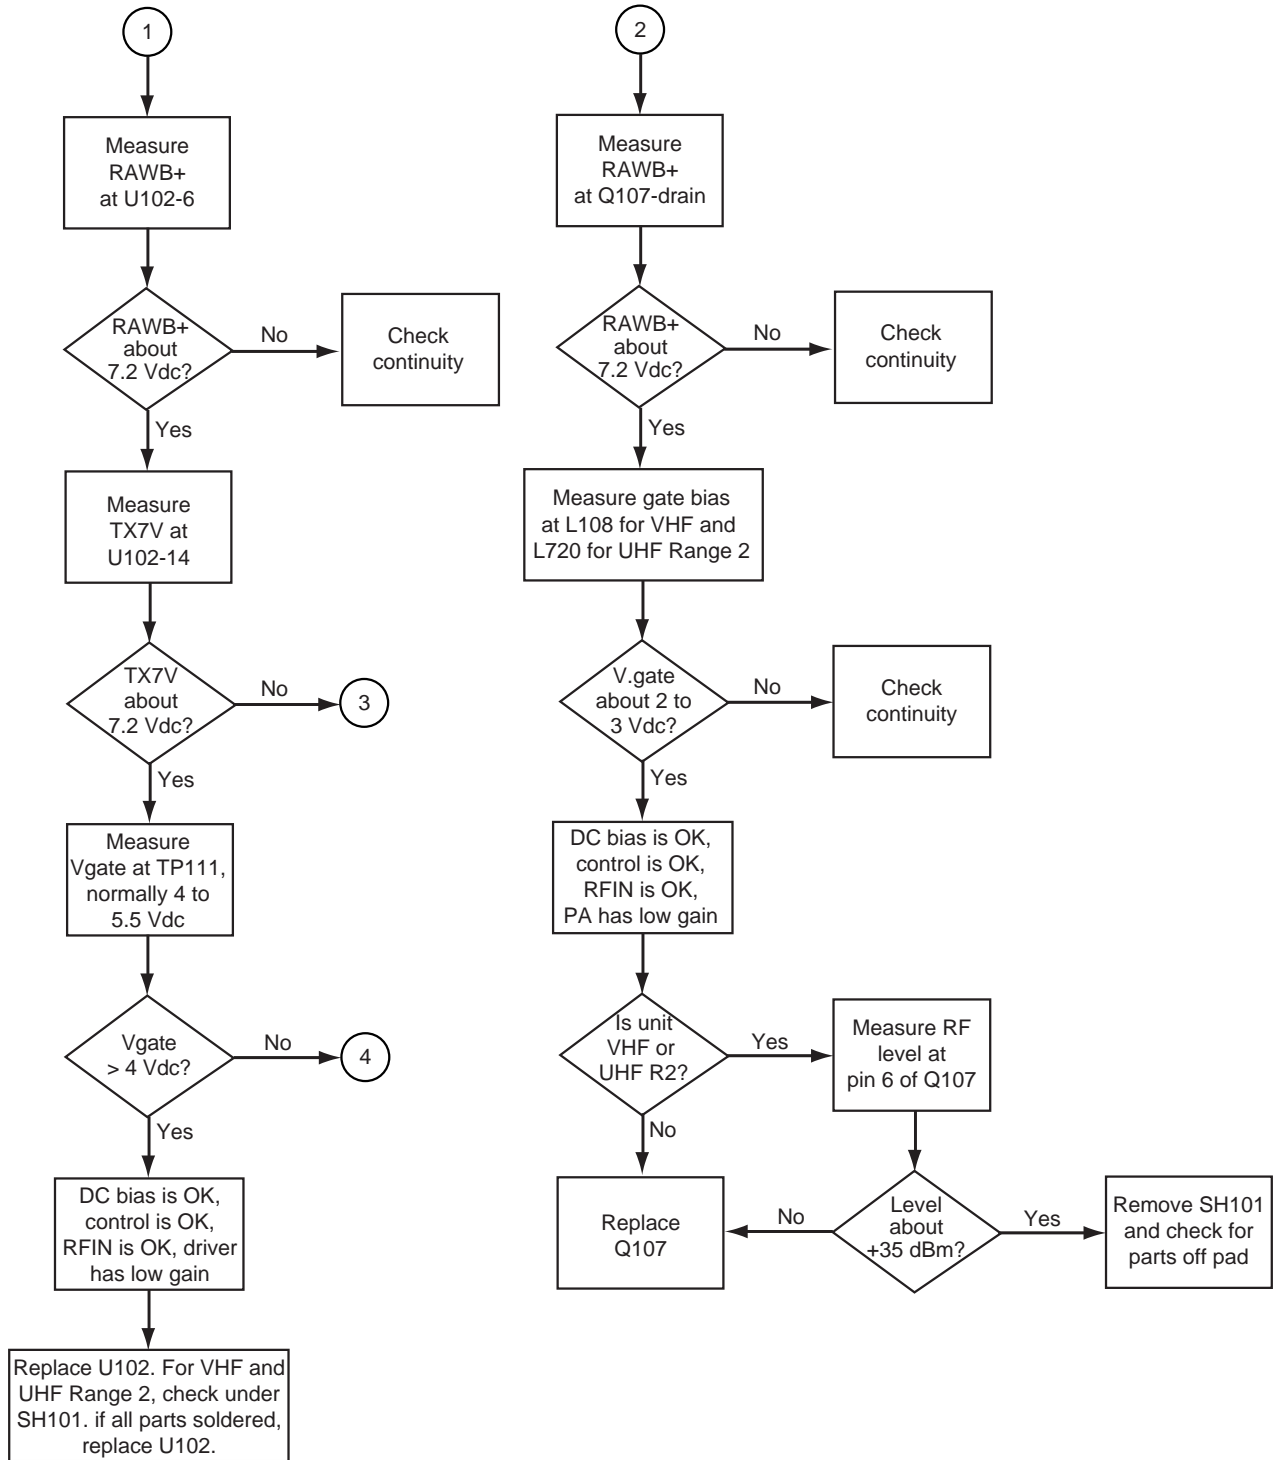 1
Measure
RAWB+
at U102-6
RAWB+
about
7.2 Vdc?
No
Check
continuity
Yes
Measure
TX7V at
U102-14
TX7V
about
7.2 Vdc?
No
3
Yes
Measure
Vgate at TP111,
normally 4 to
5.5 Vdc
Vgate
> 4 Vdc?
No
4
Yes
DC bias is OK,
control is OK,
RFIN is OK, driver
has low gain
Replace U102. For VHF and
UHF Range 2, check under
SH101. if all parts soldered,
replace U102.
2
Measure
RAWB+
at Q107-drain
RAWB+
about
7.2 Vdc?
No
Check
continuity
Yes
Measure gate bias
at L108 for VHF and
L720 for UHF Range 2
V.gate
about 2 to
3 Vdc?
No
Check
continuity
Yes
DC bias is OK,
control is OK,
RFIN is OK,
PA has low gain
Is unit
VHF or
UHF R2?
Yes
Measure RF
level at
pin 6 of Q107
No
Replace
Q107
No
Level
about
+35 dBm?
Yes
Remove SH101
and check for
parts off pad